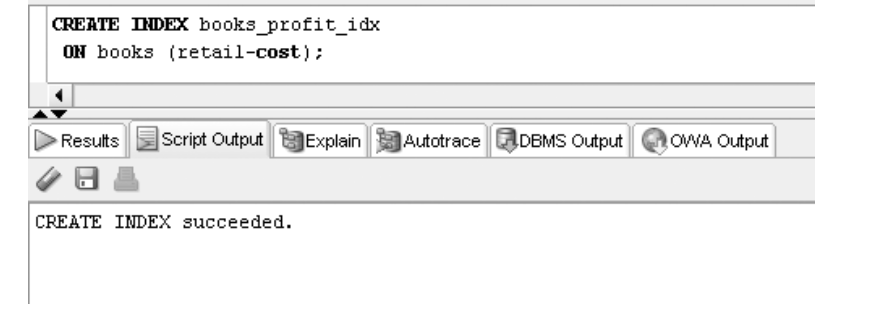 CREATE INDEX books_profit_idx
ON books (retail-cost);
Results Script Output Explain Autotrace DBMS Output OWA Output
CREATE INDEX succeeded.